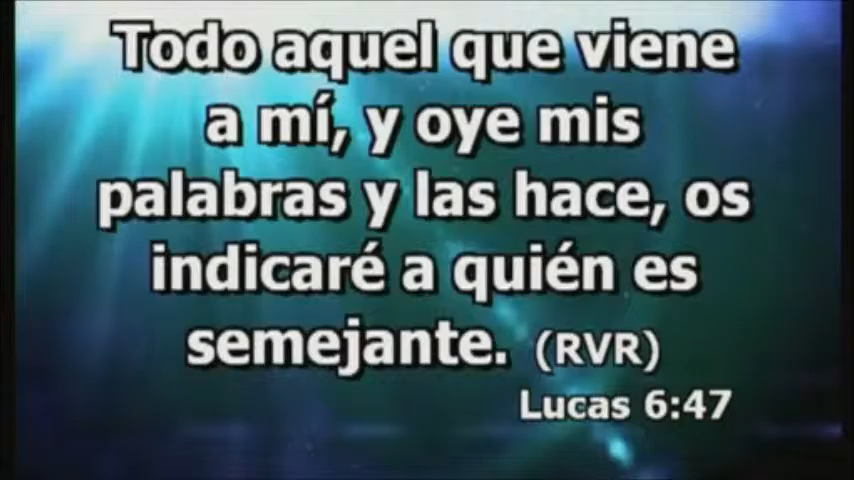 Todo aquel que viene
a mí, y oye mis
palabras y las hace, os
indicaré a quién es
semejante. (RVR)
Lucas 6:47